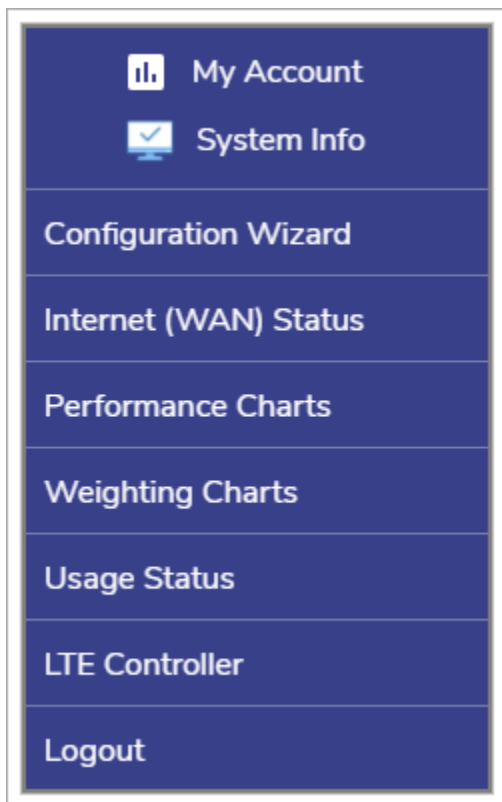 My Account
System Info
Configuration Wizard
Internet (WAN) Status
Performance Charts
Weighting Charts
Usage Status
LTE Controller
Logout